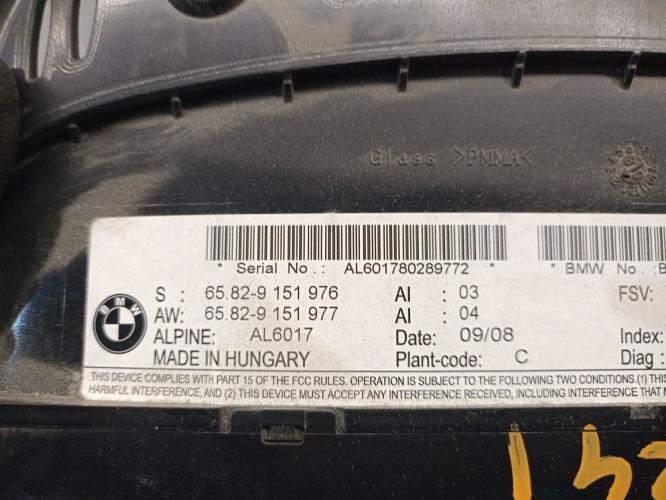 Glass >PMMA<
* Serial No.: AL601780289772 * * BMW No.:B
BMW
S : 65.82-9 151 976 AI : 03 FSV:
AW: 65.82-9 151 977 AI : 04
ALPINE: AL6017 Date: 09/08 Index:
MADE IN HUNGARY Plant-code: C Diag :
THIS DEVICE COMPLIES WITH PART 15 OF THE FCC RULES. OPERATION IS SUBJECT TO THE FOLLOWING TWO CONDITIONS.(1) THIS
HARMFUL INTERFERENCE, AND (2) THIS DEVICE MUST ACCEPT ANY INTERFERENCE RECEIVED, INCLUDING INTERFERENCE THAT